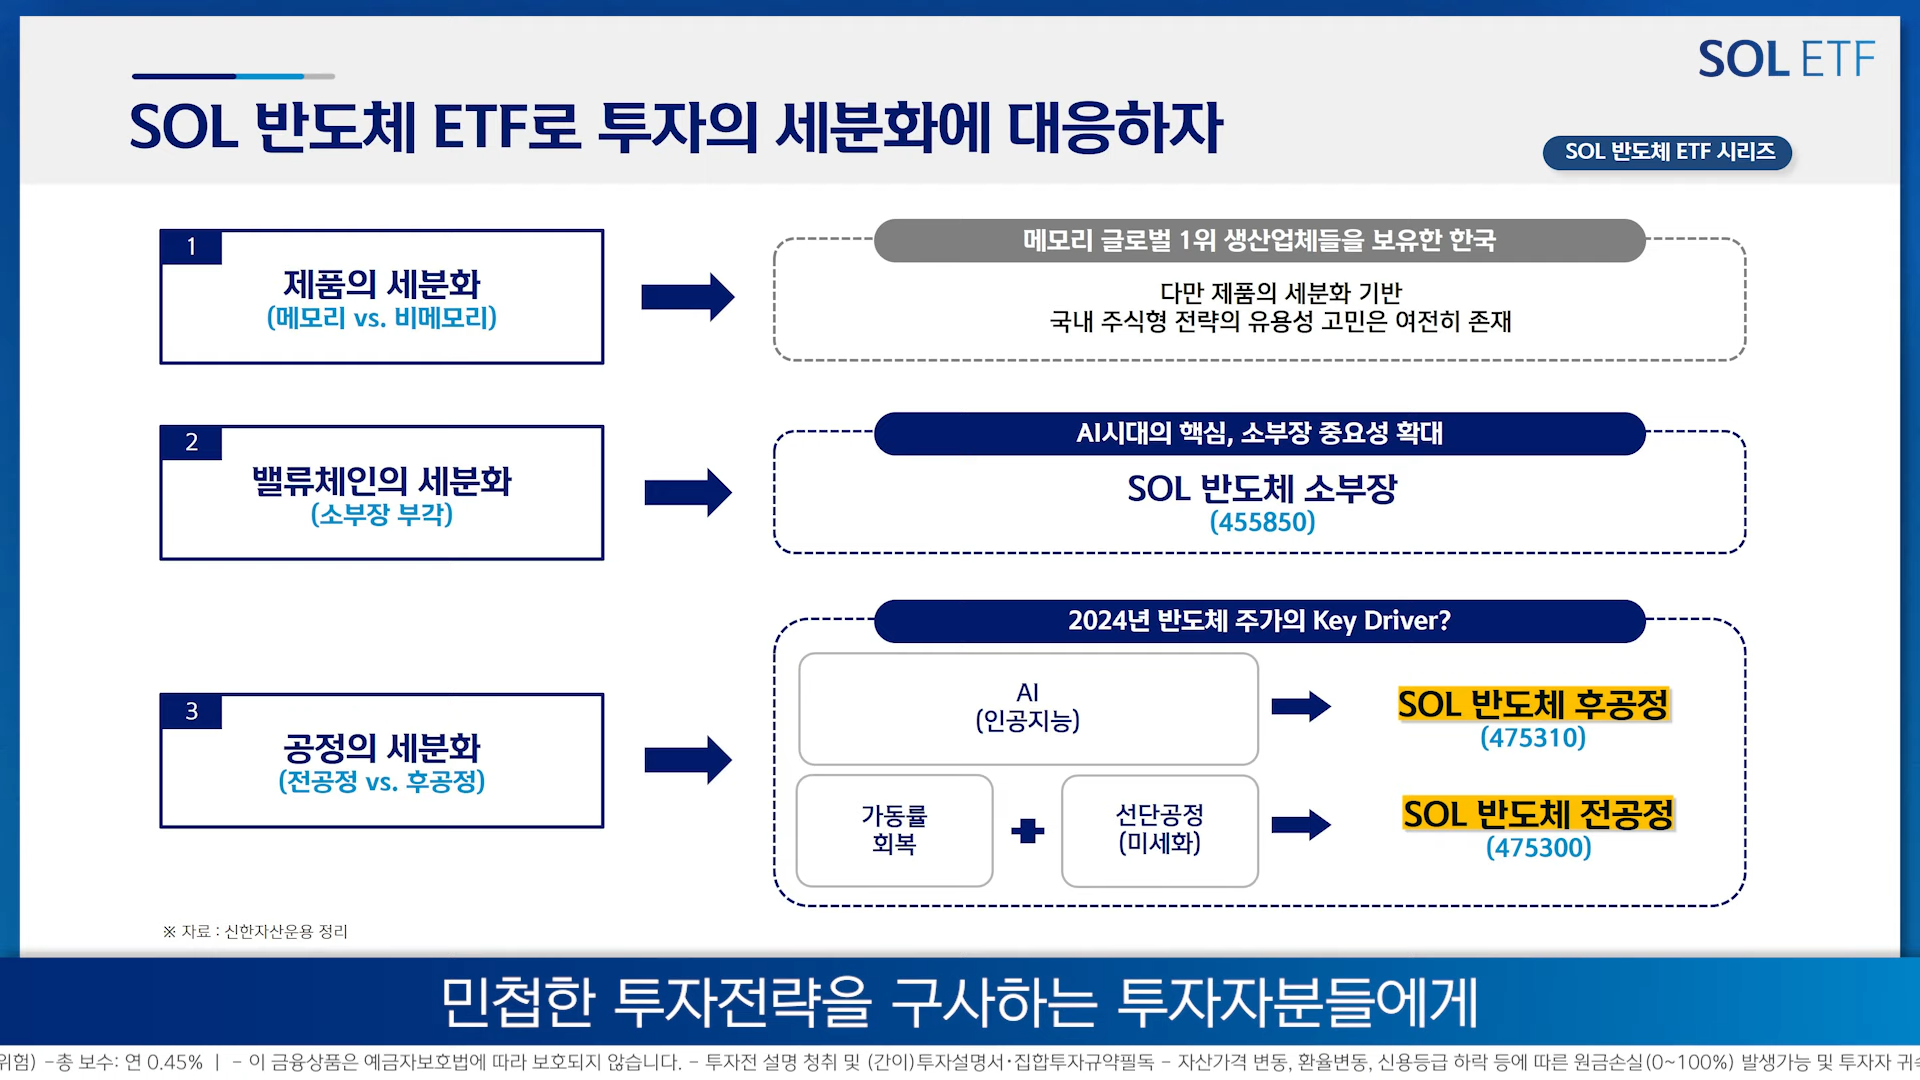 SOL ETF
SOL 반도체 ETF로 투자의 세분화에 대응하자
SOL 반도체 ETF 시리즈
1
제품의 세분화
(메모리 vs. 비메모리)
메모리 글로벌 1위 생산업체들을 보유한 한국
다만 제품의 세분화 기반
국내 주식형 전략의 유용성 고민은 여전히 존재
2
밸류체인의 세분화
(소부장 부각)
AI시대의 핵심, 소부장 중요성 확대
SOL 반도체 소부장
(455850)
3
공정의 세분화
(전공정 vs. 후공정)
2024년 반도체 주가의 Key Driver?
AI
(인공지능)
SOL 반도체 후공정
(475310)
가동률
회복
선단공정
(미세화)
SOL 반도체 전공정
(475300)
※ 자료 : 신한자산운용 정리
민첩한 투자전략을 구사하는 투자자분들에게
위험) -총 보수: 연 0.45% | - 이 금융상품은 예금자보호법에 따라 보호되지 않습니다. - 투자전 설명 청취 및 (간이)투자설명서·집합투자규약필독 - 자산가격 변동, 환율변동, 신용등급 하락 등에 따른 원금손실(0~100%) 발생가능 및 투자자 귀속